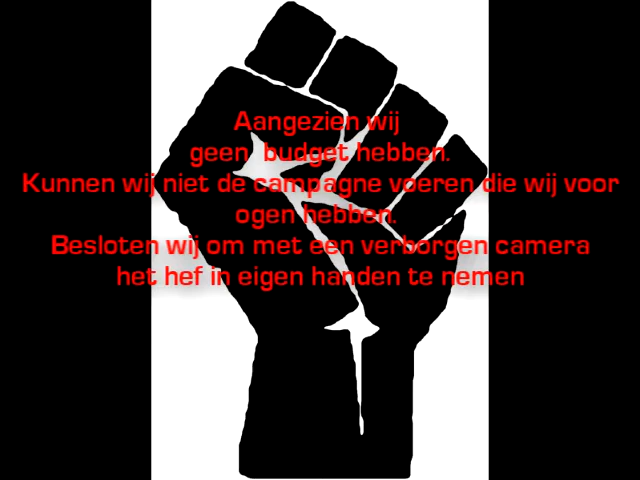 Aangezien wij
geen budget hebben.
Kunnen wij niet de campagne voeren die wij voor
ogen hebben.
Besloten wij om met een verborgen camera
het hef in eigen handen te nemen